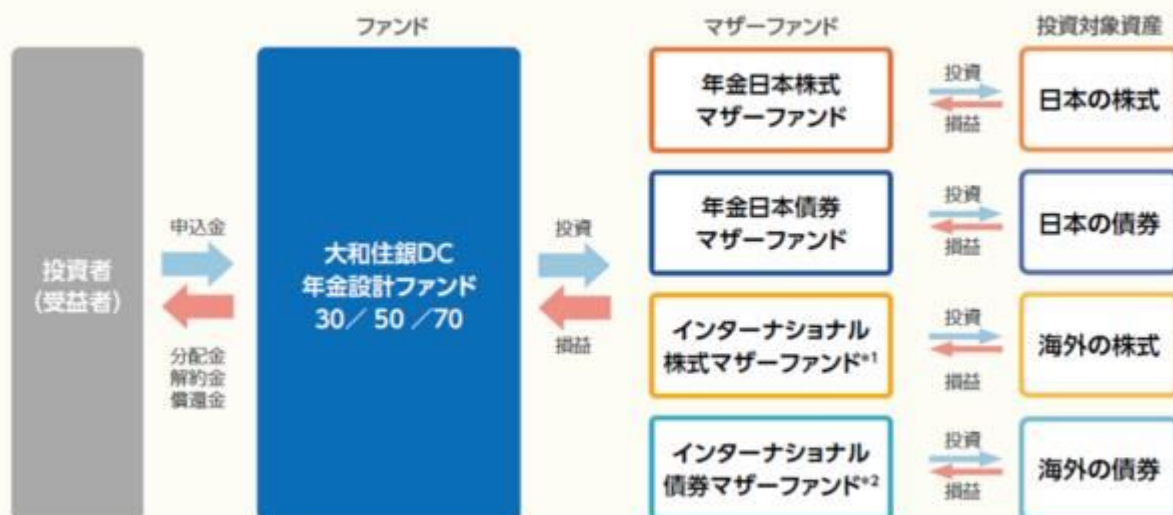 ファンド
マザーファンド
投資対象資産
投資者
(受益者)
申込金
分配金
解約金
償還金
大和住銀DC
年金設計ファンド
30／50／70
投資
損益
年金日本株式
マザーファンド
投資
損益
日本の株式
年金日本債券
マザーファンド
投資
損益
日本の債券
インターナショナル
株式マザーファンド*1
投資
損益
海外の株式
インターナショナル
債券マザーファンド*2
投資
損益
海外の債券